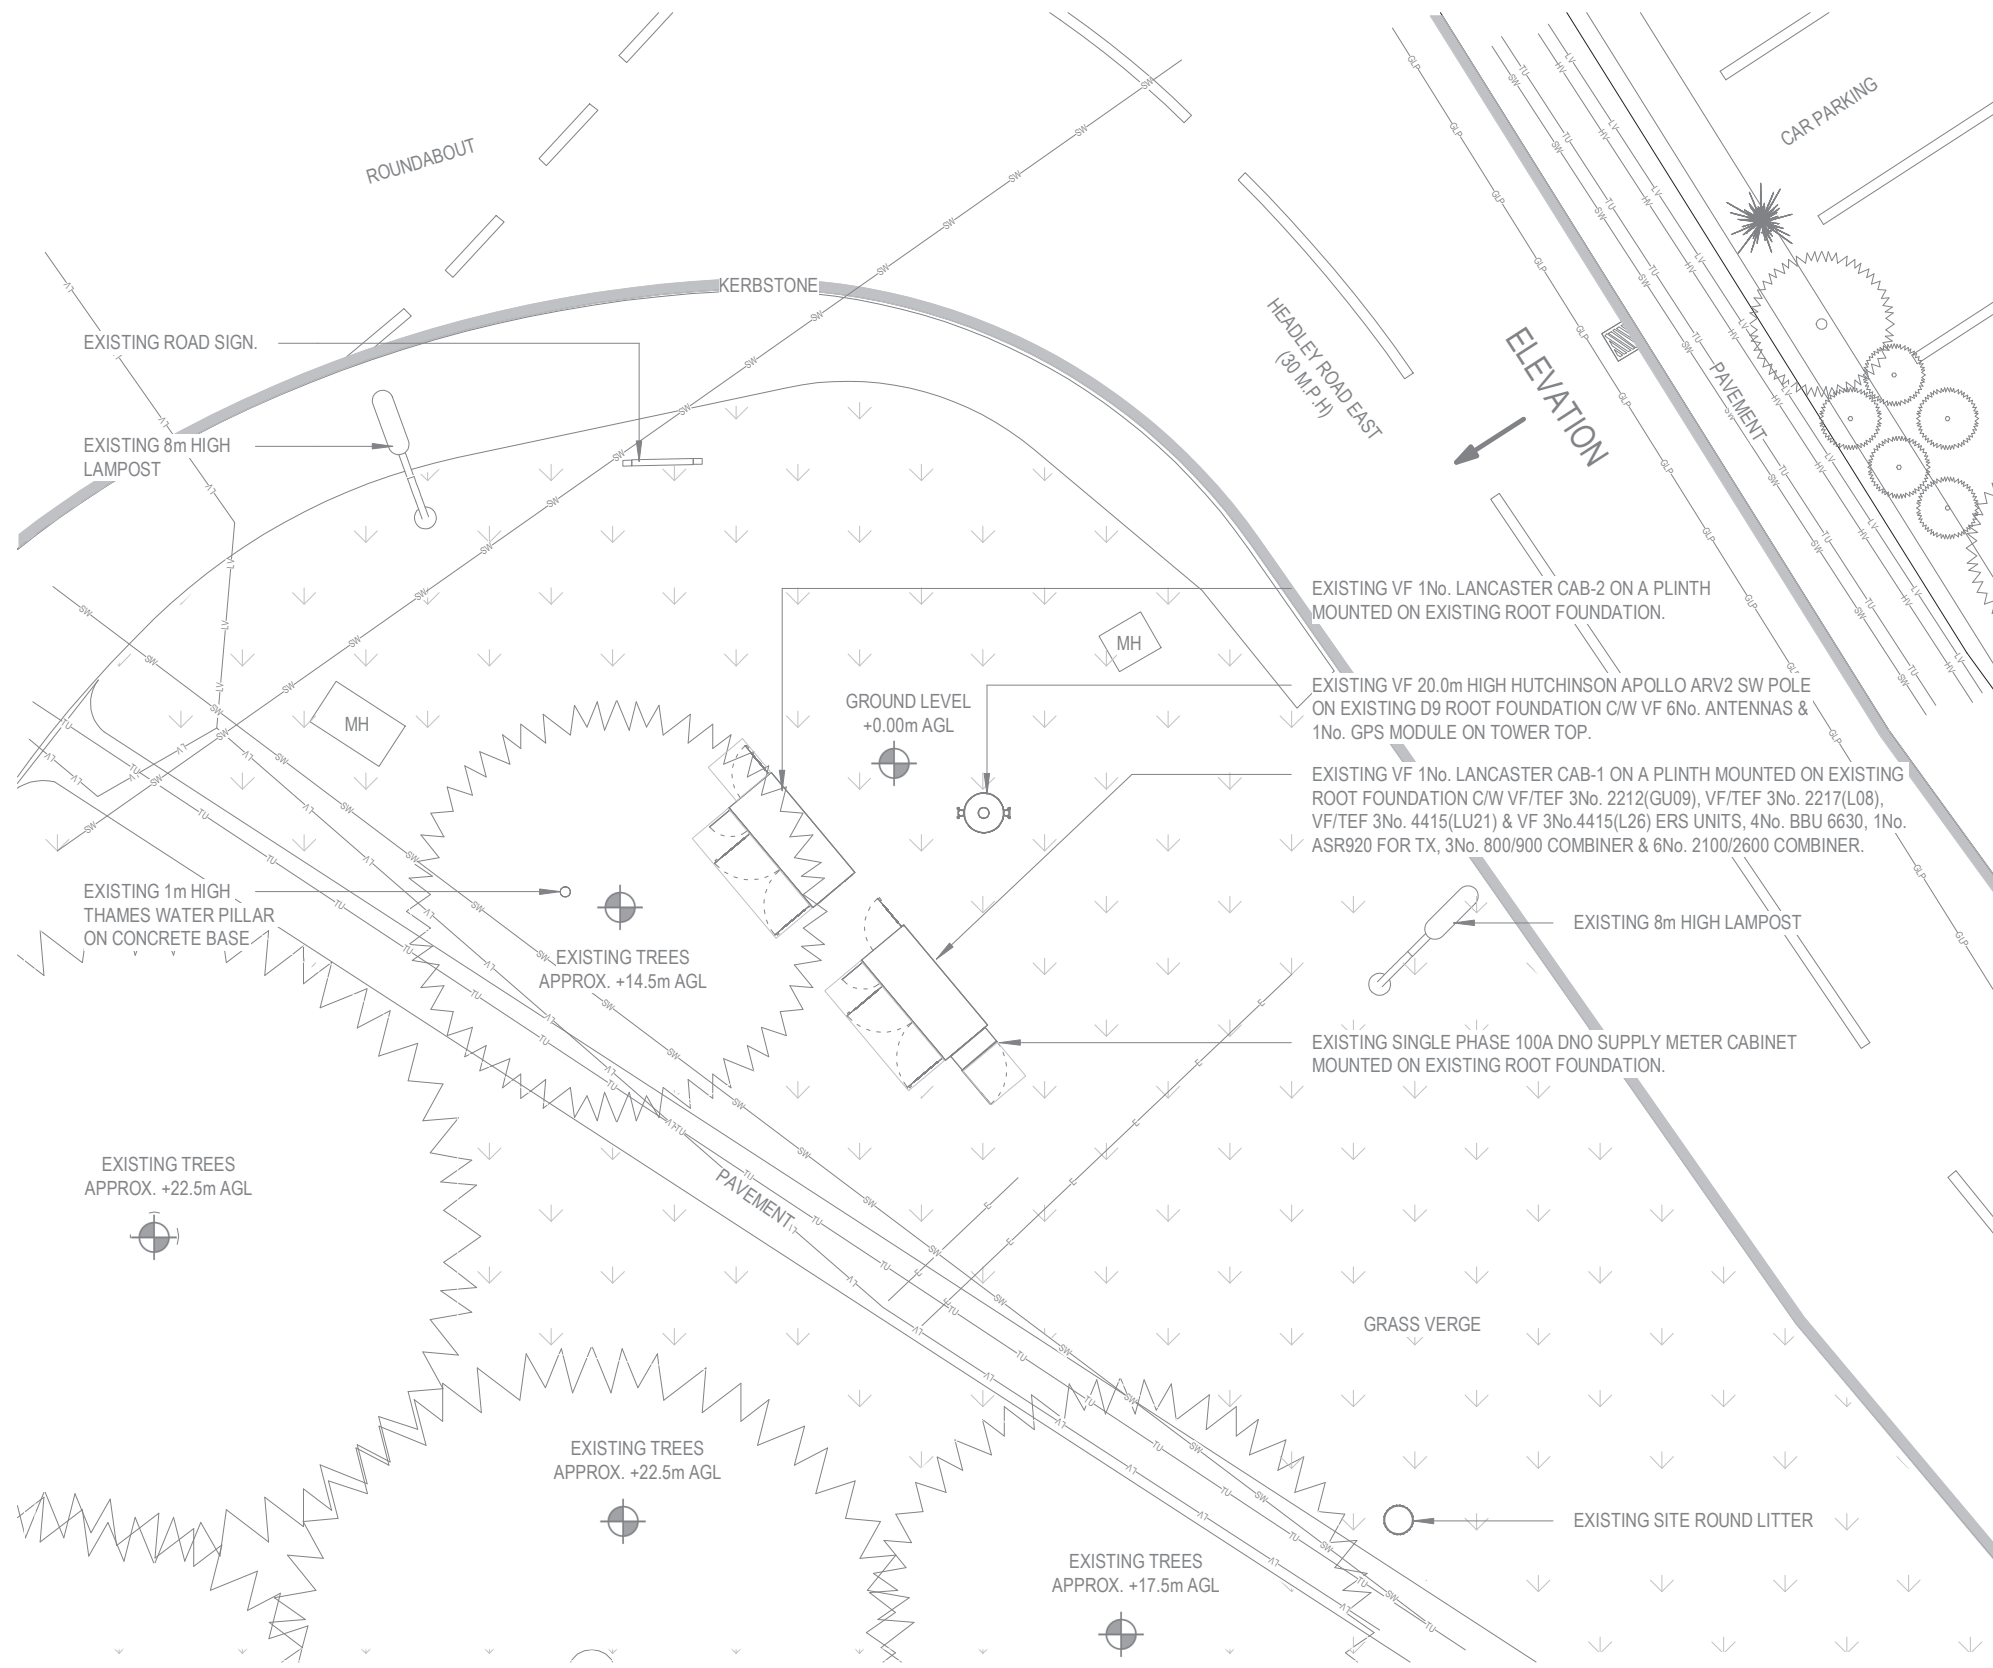 ROUNDABOUT
CAR PARKING
KERBSTONE
EXISTING ROAD SIGN.
HEADLEY ROAD EAST
(30 M.P.H)
ELEVATION
PAVEMENT
EXISTING 8m HIGH
LAMPOST
EXISTING VF 1No. LANCASTER CAB-2 ON A PLINTH
MOUNTED ON EXISTING ROOT FOUNDATION.
MH
MH
GROUND LEVEL
+0.00m AGL
EXISTING VF 20.0m HIGH HUTCHINSON APOLLO ARV2 SW POLE
ON EXISTING D9 ROOT FOUNDATION C/W VF 6No. ANTENNAS &
1No. GPS MODULE ON TOWER TOP.
EXISTING VF 1No. LANCASTER CAB-1 ON A PLINTH MOUNTED ON EXISTING
ROOT FOUNDATION C/W VF/TEF 3No. 2212(GU09), VF/TEF 3No. 2217(L08),
VF/TEF 3No. 4415(LU21) & VF 3No.4415(L26) ERS UNITS, 4No. BBU 6630, 1No.
ASR920 FOR TX, 3No. 800/900 COMBINER & 6No. 2100/2600 COMBINER.
EXISTING 1m HIGH
THAMES WATER PILLAR
ON CONCRETE BASE
EXISTING 8m HIGH LAMPOST
EXISTING TREES
APPROX. +14.5m AGL
EXISTING SINGLE PHASE 100A DNO SUPPLY METER CABINET
MOUNTED ON EXISTING ROOT FOUNDATION.
EXISTING TREES
APPROX. +22.5m AGL
PAVEMENT
GRASS VERGE
EXISTING TREES
APPROX. +22.5m AGL
EXISTING SITE ROUND LITTER
EXISTING TREES
APPROX. +17.5m AGL
SW
LV
TU
HV
GLP